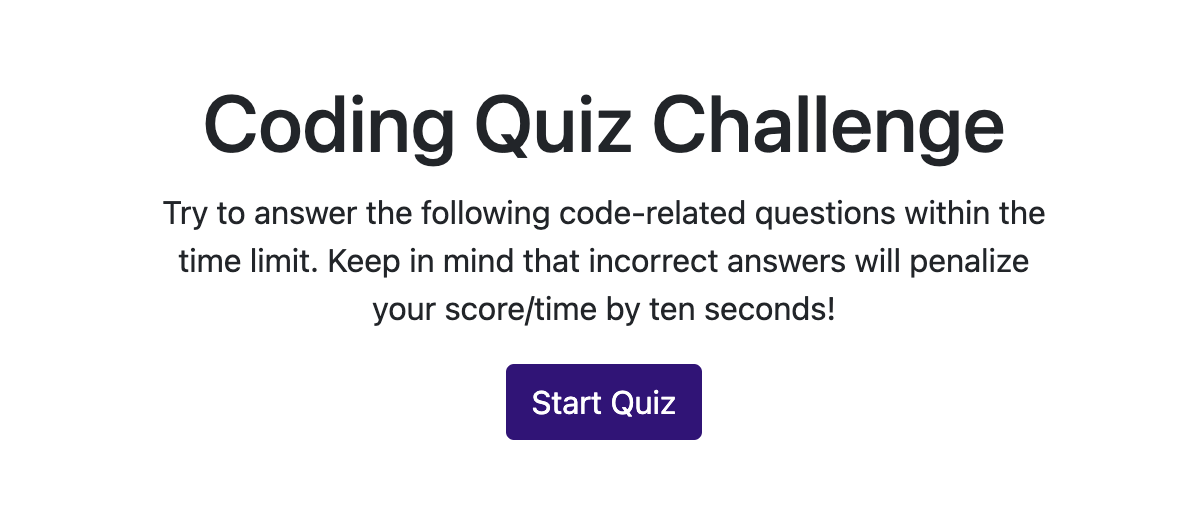 Coding Quiz Challenge
Try to answer the following code-related questions within the
time limit. Keep in mind that incorrect answers will penalize
your score/time by ten seconds!
Start Quiz